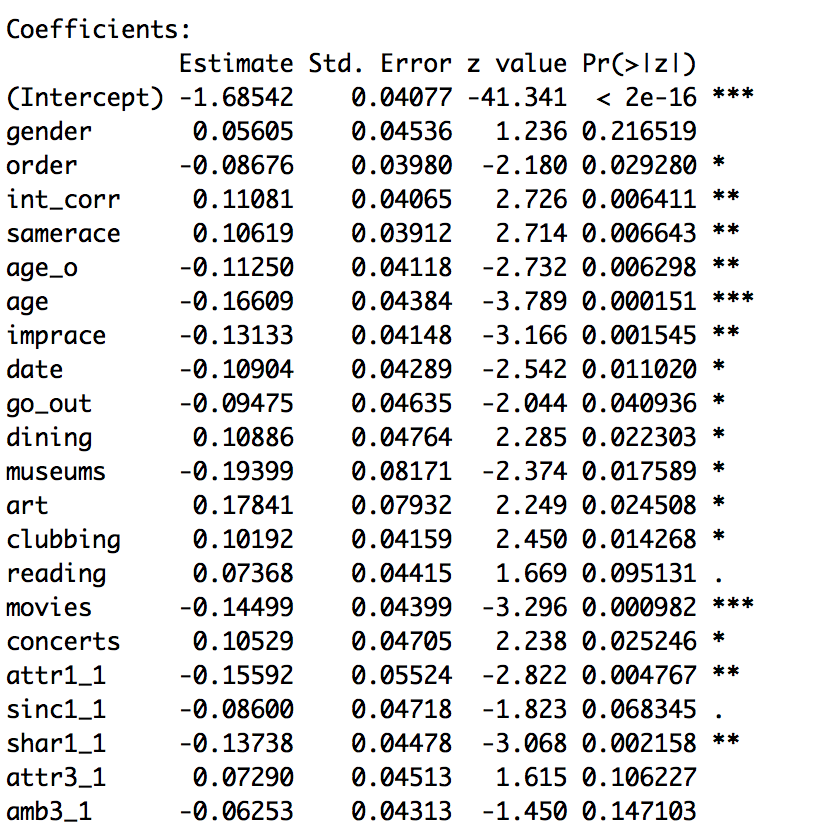 Coefficients:
Estimate Std. Error z value Pr(>|z|)
(Intercept) -1.68542 0.04077 -41.341 < 2e-16 ***
gender 0.05605 0.04536 1.236 0.216519
order -0.08676 0.03980 -2.180 0.029280 *
int_corr 0.11081 0.04065 2.726 0.006411 **
samerace 0.10619 0.03912 2.714 0.006643 **
age_o -0.11250 0.04118 -2.732 0.006298 **
age -0.16609 0.04384 -3.789 0.000151 ***
imprace -0.13133 0.04148 -3.166 0.001545 **
date -0.10904 0.04289 -2.542 0.011020 *
go_out -0.09475 0.04635 -2.044 0.040936 *
dining 0.10886 0.04764 2.285 0.022303 *
museums -0.19399 0.08171 -2.374 0.017589 *
art 0.17841 0.07932 2.249 0.024508 *
clubbing 0.10192 0.04159 2.450 0.014268 *
reading 0.07368 0.04415 1.669 0.095131 .
movies -0.14499 0.04399 -3.296 0.000982 ***
concerts 0.10529 0.04705 2.238 0.025246 *
attr1_1 -0.15592 0.05524 -2.822 0.004767 **
sinc1_1 -0.08600 0.04718 -1.823 0.068345 .
shar1_1 -0.13738 0.04478 -3.068 0.002158 **
attr3_1 0.07290 0.04513 1.615 0.106227
amb3_1 -0.06253 0.04313 -1.450 0.147103